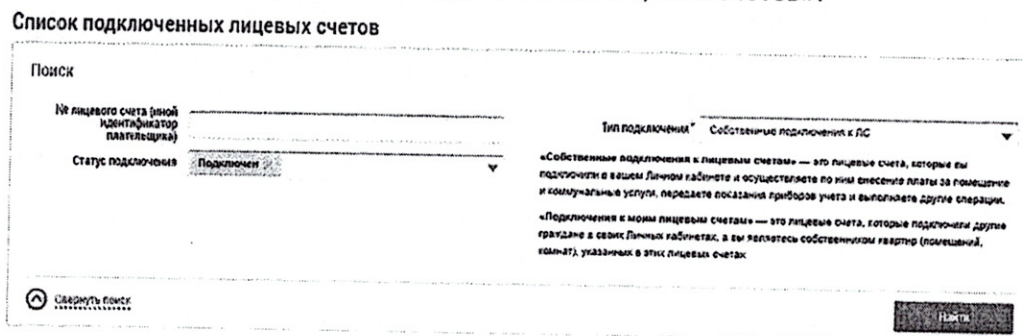 Список подключенных лицевых счетов
Поиск
№ лицевого счета (иной
идентификатор
плательщика)
Тип подключения*
Собственные подключения к ЛС
Статус подключения
Подключен
«Собственные подключения к лицевым счетам» — это лицевые счета, которые вы
подключили в вашем Личном кабинете и осуществляете по ним внесение платы за помещение
и коммунальные услуги, передаете показания приборов учета и выполняете другие операции.
«Подключения к моим лицевым счетам» — это лицевые счета, которые подключили другие
граждане в своих Личных кабинетах, а вы являетесь собственником квартир (помещений,
комнат), указанных в этих лицевых счетах
Свернуть поиск
Найти